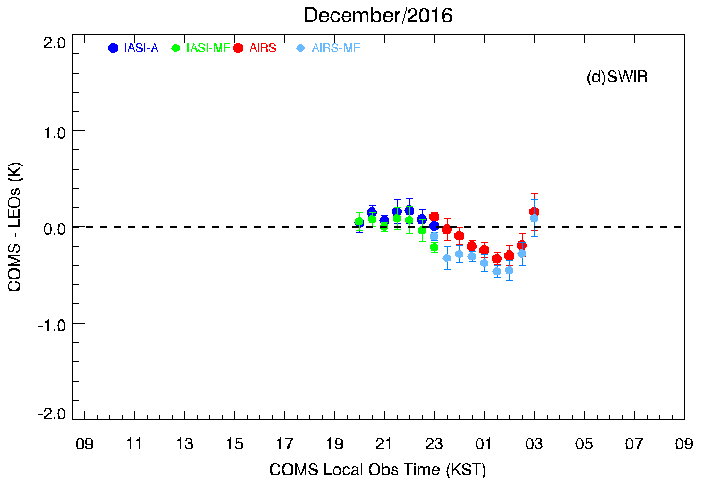 December/2016
2.0
IASI-A IASI-MF AIRS AIRS-MF
(d)SWIR
1.0
COMS - LEOs (K)
0.0
-1.0
-2.0
09 11 13 15 17 19 21 23 01 03 05 07 09
COMS Local Obs Time (KST)